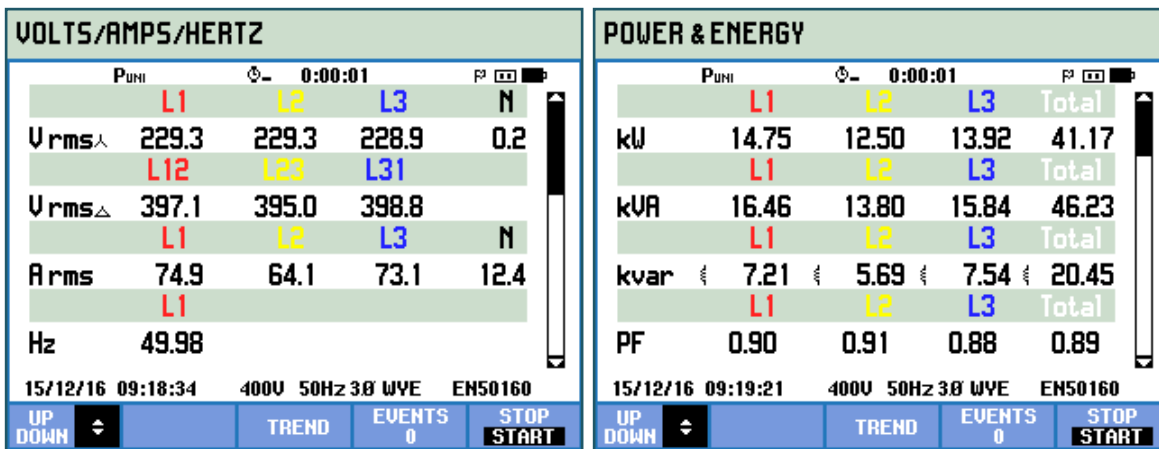 VOLTS/AMPS/HERTZ
PUNI 0:00:01
L1 L2 L3 N
V rms 229.3 229.3 228.9 0.2
L12 L23 L31
V rms 397.1 395.0 398.8
L1 L2 L3 N
A rms 74.9 64.1 73.1 12.4
L1
Hz 49.98
15/12/16 09:18:34 400V 50Hz 3Ø WYE EN50160
UP DOWN TREND EVENTS 0 STOP START
POWER & ENERGY
PUNI 0:00:01
L1 L2 L3 Total
kW 14.75 12.50 13.92 41.17
L1 L2 L3 Total
kVA 16.46 13.80 15.84 46.23
L1 L2 L3 Total
kvar 7.21 5.69 7.54 20.45
L1 L2 L3 Total
PF 0.90 0.91 0.88 0.89
15/12/16 09:19:21 400V 50Hz 3Ø WYE EN50160
UP DOWN TREND EVENTS 0 STOP START